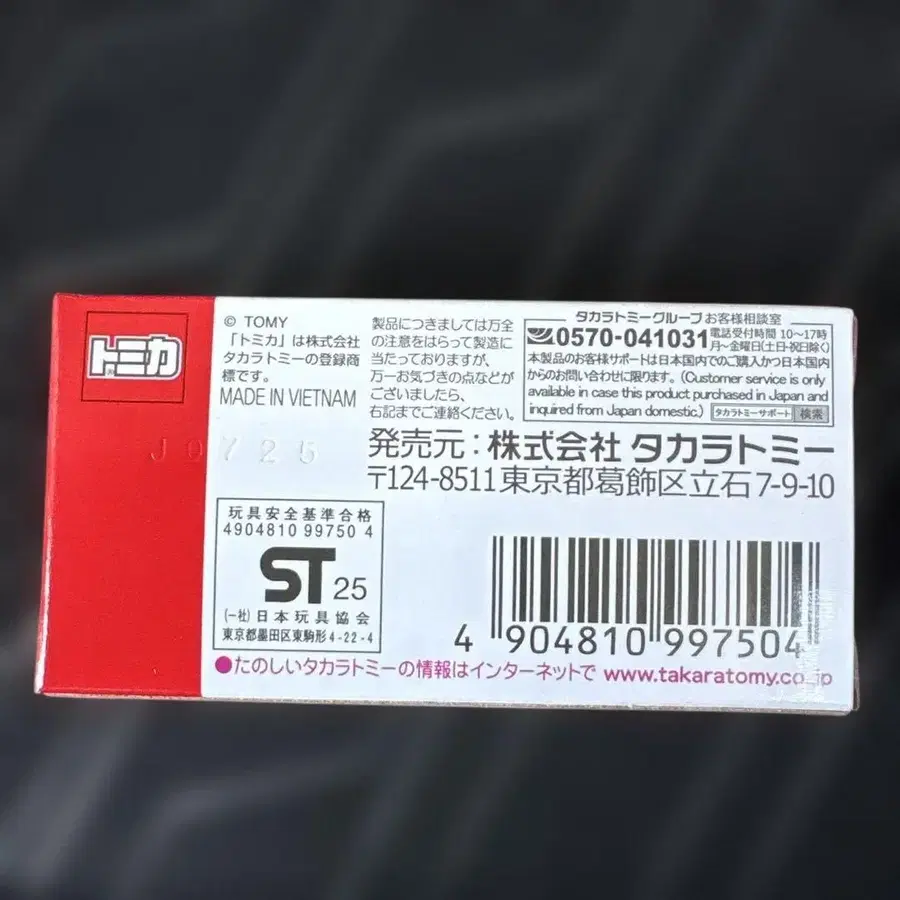 トミカ
© TOMY
「トミカ」は株式会社
タカラトミーの登録商
標です。
MADE IN VIETNAM
製品につきましては万全
の注意をはらって製造に
当たっておりますが、
万一お気づきの点などが
ございましたら、
右記までご連絡ください。
タカラトミーグループ お客様相談室
0570-041031 電話受付時間 10〜17時
月〜金曜日(土日・祝日除く)
本製品のお客様サポートは日本国内でのご購入かつ日本国内
からのお問い合わせに限ります。(Customer service is only
available in case this product purchased in Japan and
inquired from Japan domestic.) タカラトミーサポート 検索
発売元：株式会社 タカラトミー
〒124-8511 東京都葛飾区立石7-9-10
J0725
玩具安全基準合格
4904810 99750 4
ST 25
(一社)日本玩具協会
東京都墨田区東駒形4-22-4
4 904810 997504
●たのしいタカラトミーの情報はインターネットで www.takaratomy.co.jp